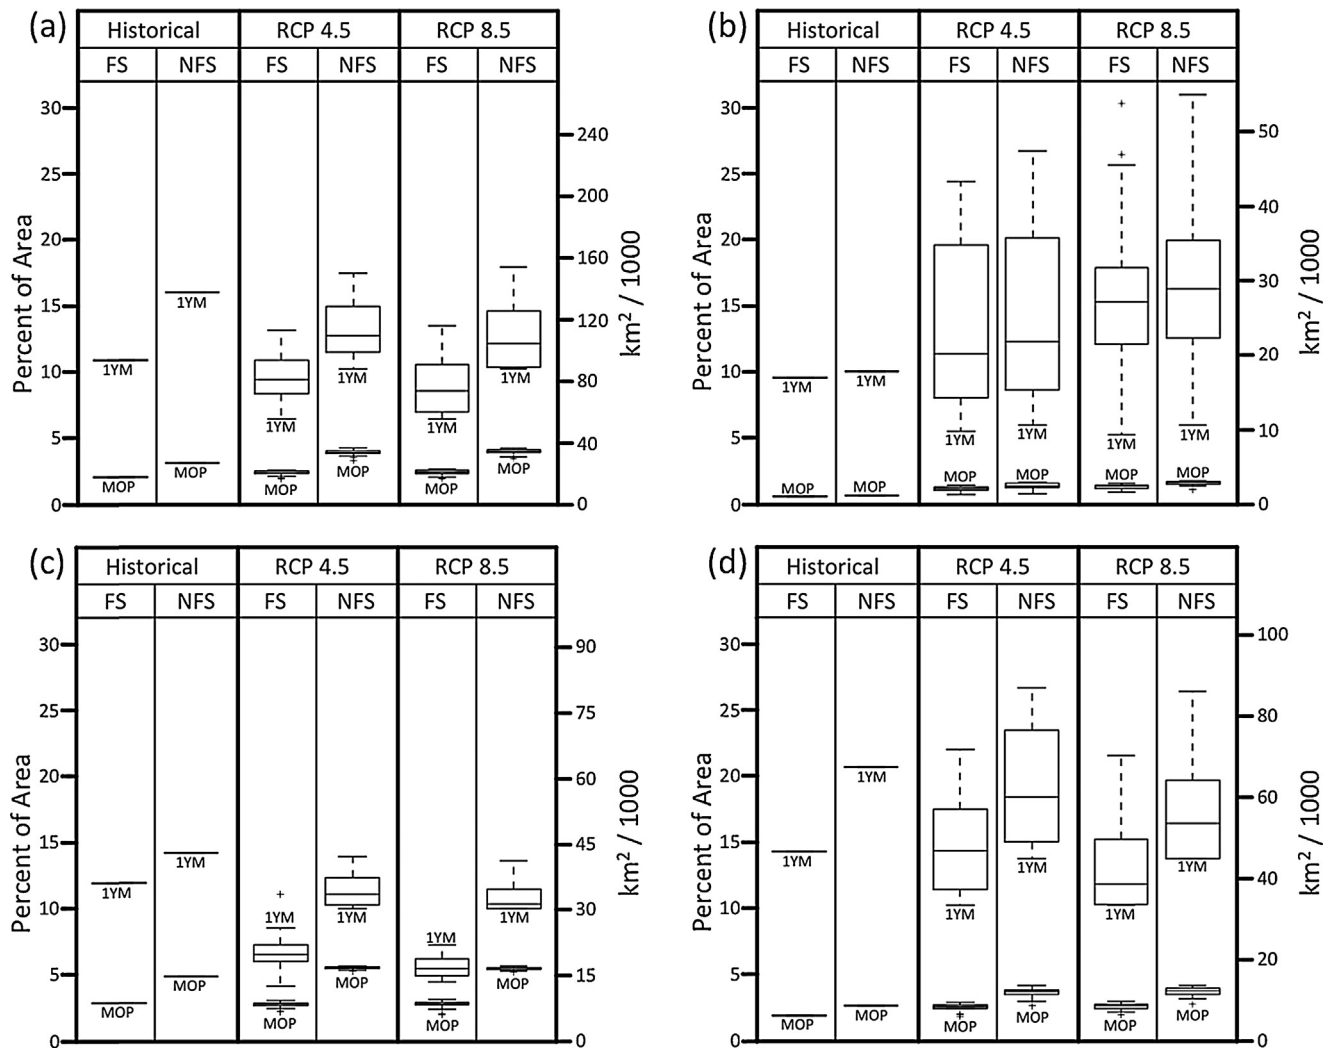 (a)
Historical RCP 4.5 RCP 8.5
FS NFS FS NFS FS NFS
Percent of Area
30
25
20
15
10
5
0
1YM
MOP
1YM
MOP
1YM
MOP
1YM
MOP
1YM
MOP
1YM
MOP
240
200
160
120
80
40
0
km² / 1000
(b)
Historical RCP 4.5 RCP 8.5
FS NFS FS NFS FS NFS
Percent of Area
30
25
20
15
10
5
0
1YM
MOP
1YM
MOP
1YM
MOP
1YM
MOP
1YM
MOP
1YM
MOP
50
40
30
20
10
0
km² / 1000
(c)
Historical RCP 4.5 RCP 8.5
FS NFS FS NFS FS NFS
Percent of Area
30
25
20
15
10
5
0
1YM
MOP
1YM
MOP
1YM
MOP
1YM
MOP
1YM
MOP
1YM
MOP
90
75
60
45
30
15
0
km² / 1000
(d)
Historical RCP 4.5 RCP 8.5
FS NFS FS NFS FS NFS
Percent of Area
30
25
20
15
10
5
0
1YM
MOP
1YM
MOP
1YM
MOP
1YM
MOP
1YM
MOP
1YM
MOP
100
80
60
40
20
0
km² / 1000